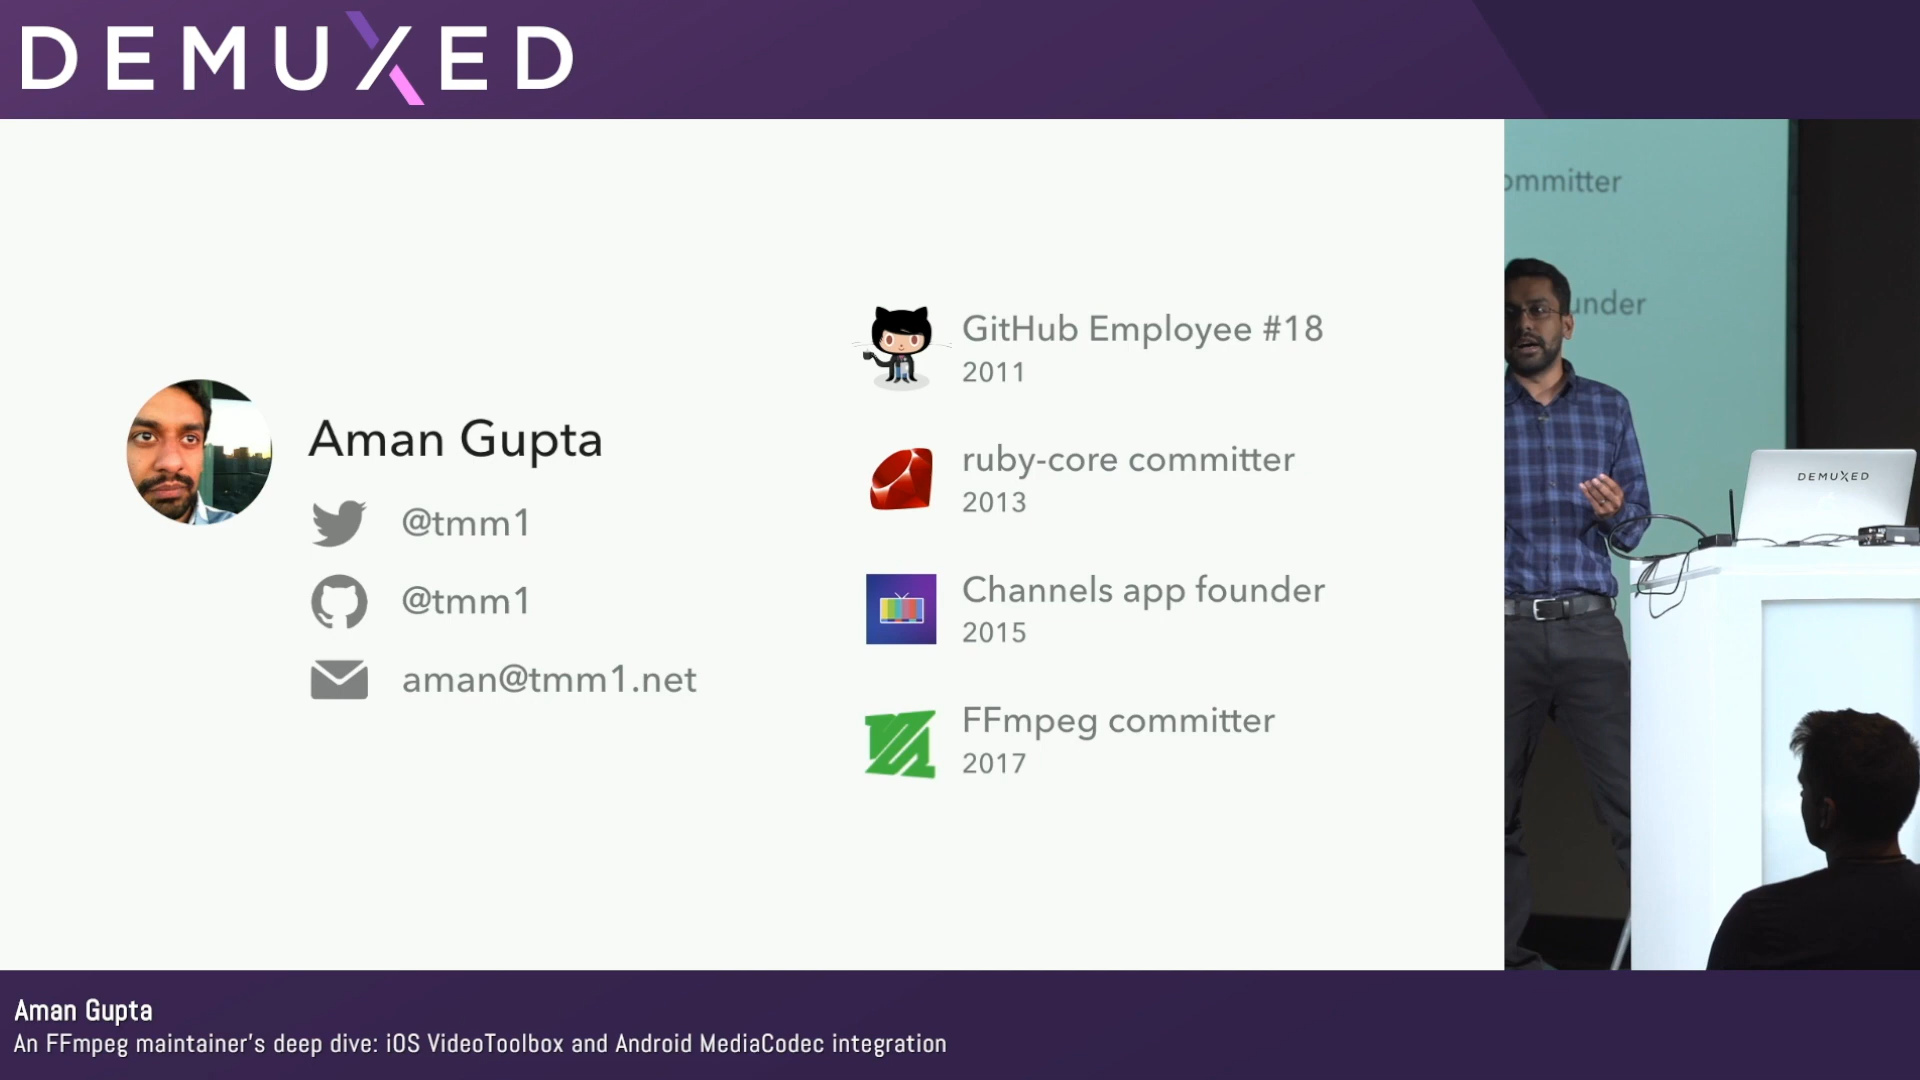 DEMUXED
Aman Gupta
@tmm1
@tmm1
aman@tmm1.net
GitHub Employee #18
2011
ruby-core committer
2013
Channels app founder
2015
FFmpeg committer
2017
ommitter
under
DEMUXED
Aman Gupta
An FFmpeg maintainer's deep dive: iOS VideoToolbox and Android MediaCodec integration